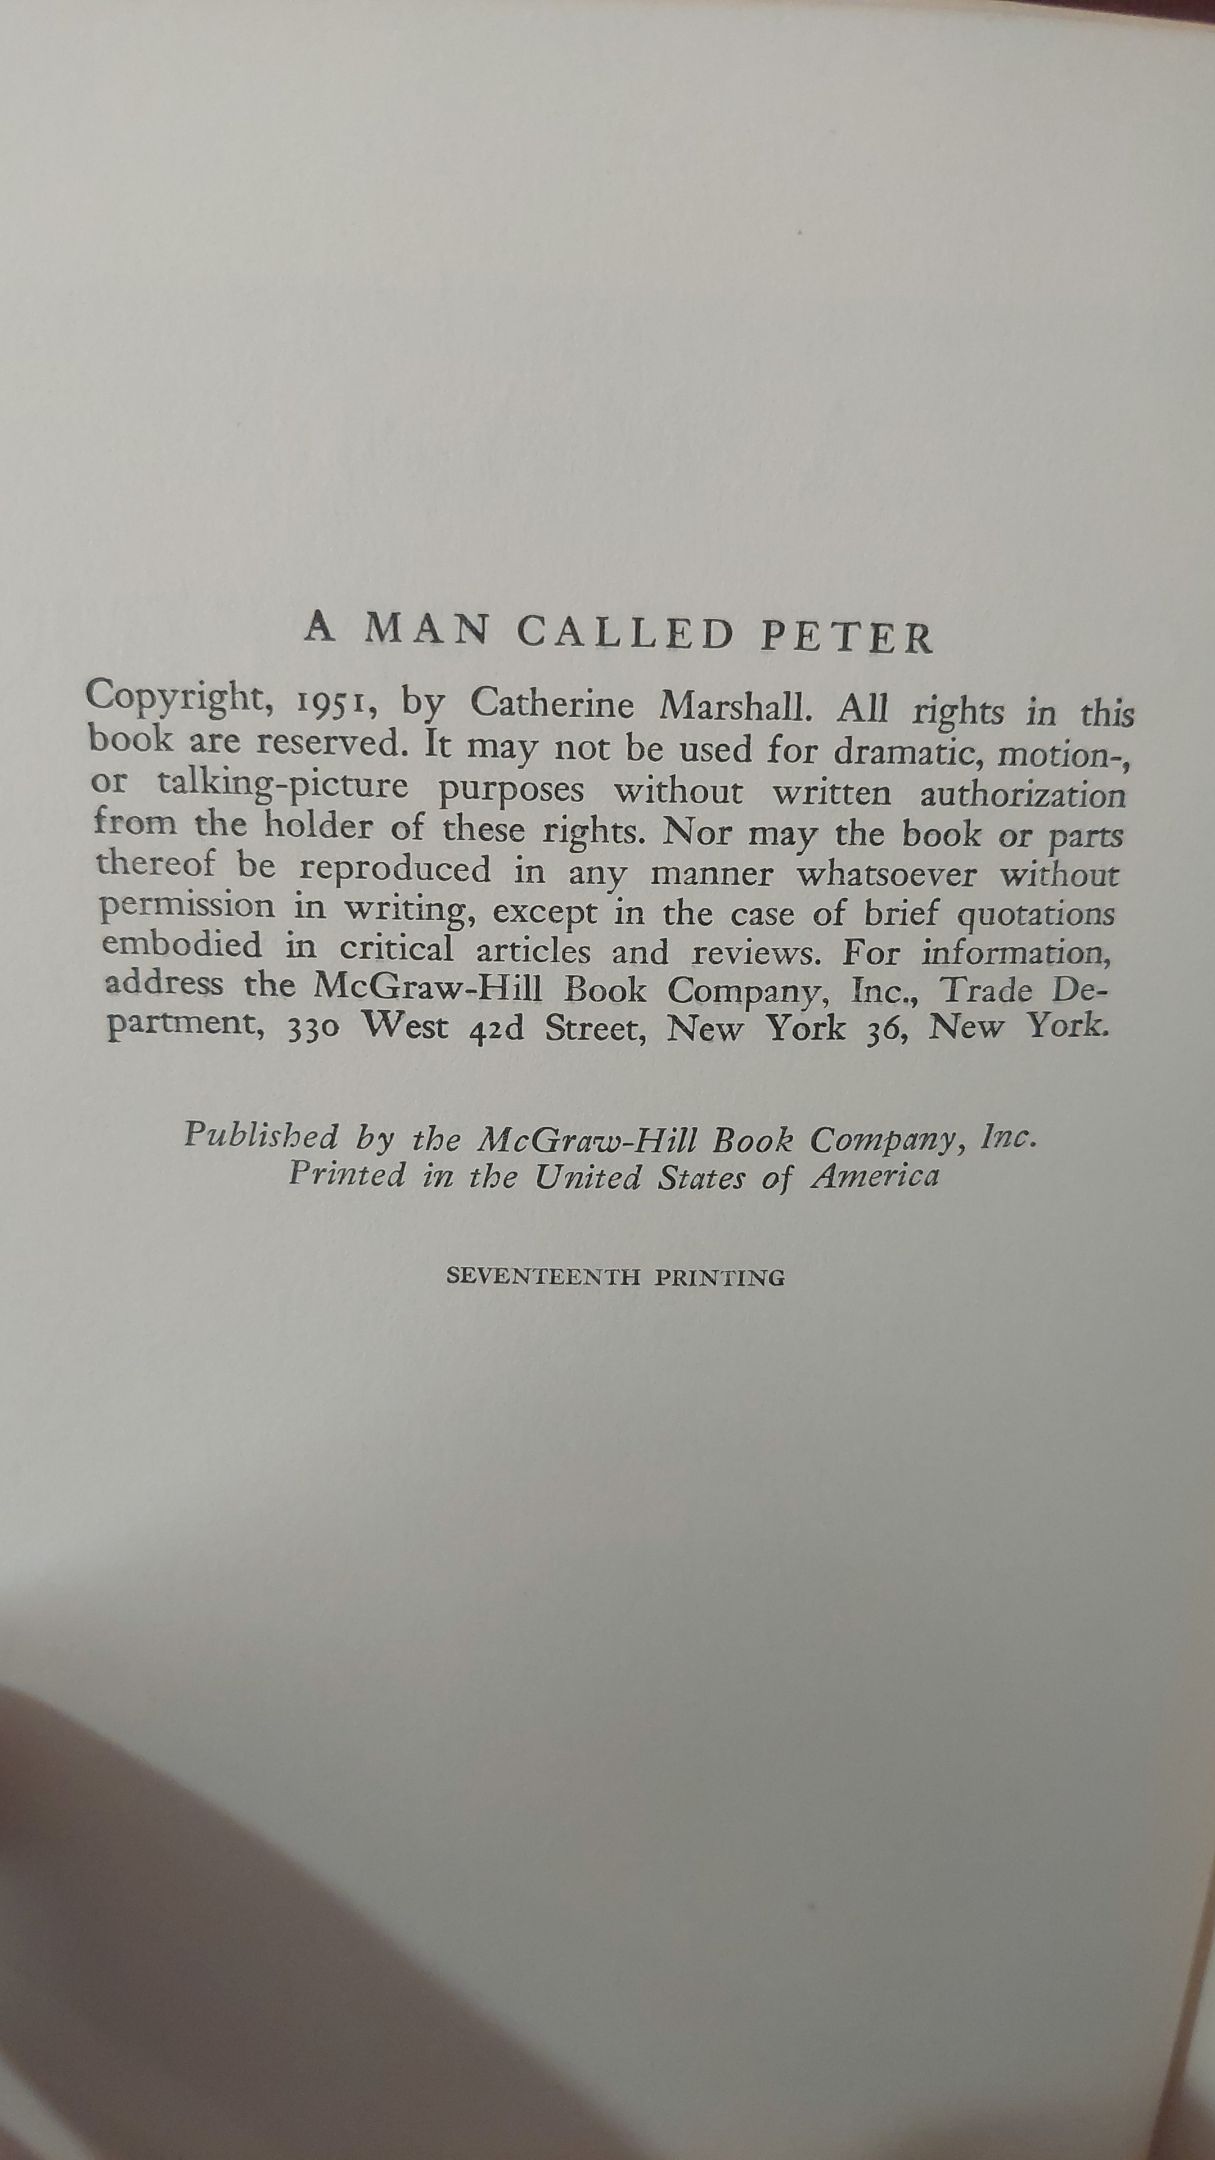 A MAN CALLED PETER
Copyright, 1951, by Catherine Marshall. All rights in this
book are reserved. It may not be used for dramatic, motion-,
or talking-picture purposes without written authorization
from the holder of these rights. Nor may the book or parts
thereof be reproduced in any manner whatsoever without
permission in writing, except in the case of brief quotations
embodied in critical articles and reviews. For information,
address the McGraw-Hill Book Company, Inc., Trade De-
partment, 330 West 42d Street, New York 36, New York.
Published by the McGraw-Hill Book Company, Inc.
Printed in the United States of America
SEVENTEENTH PRINTING